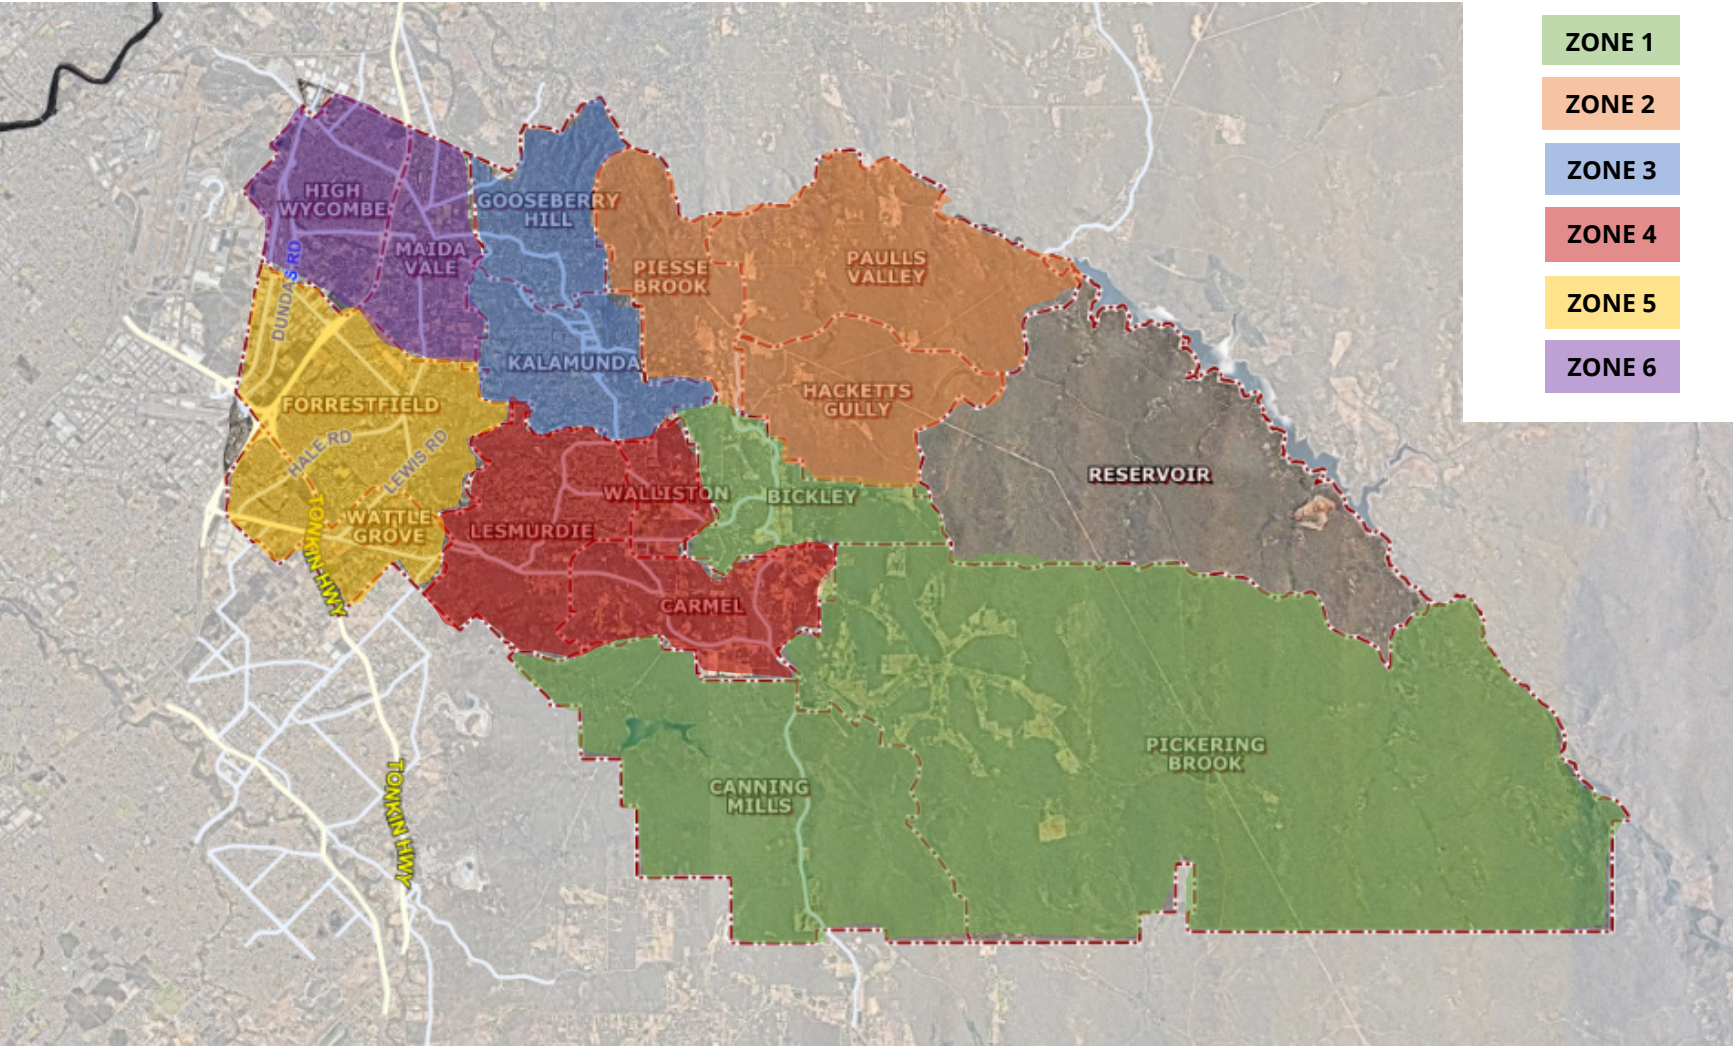 ZONE 1
ZONE 2
ZONE 3
ZONE 4
ZONE 5
ZONE 6
HIGH
WYCOMBE
GOOSEBERRY
HILL
MAIDA
VALE
DUNDAS RD
PIESSE
BROOK
PAULLS
VALLEY
KALAMUNDA
HACKETTS
GULLY
FORRESTFIELD
HALE RD
LEWIS RD
RESERVOIR
WALLISTON
BICKLEY
WATTLE
GROVE
LESMURDIE
TONKIN HWY
CARMEL
PICKERING
BROOK
CANNING
MILLS
TONKIN HWY